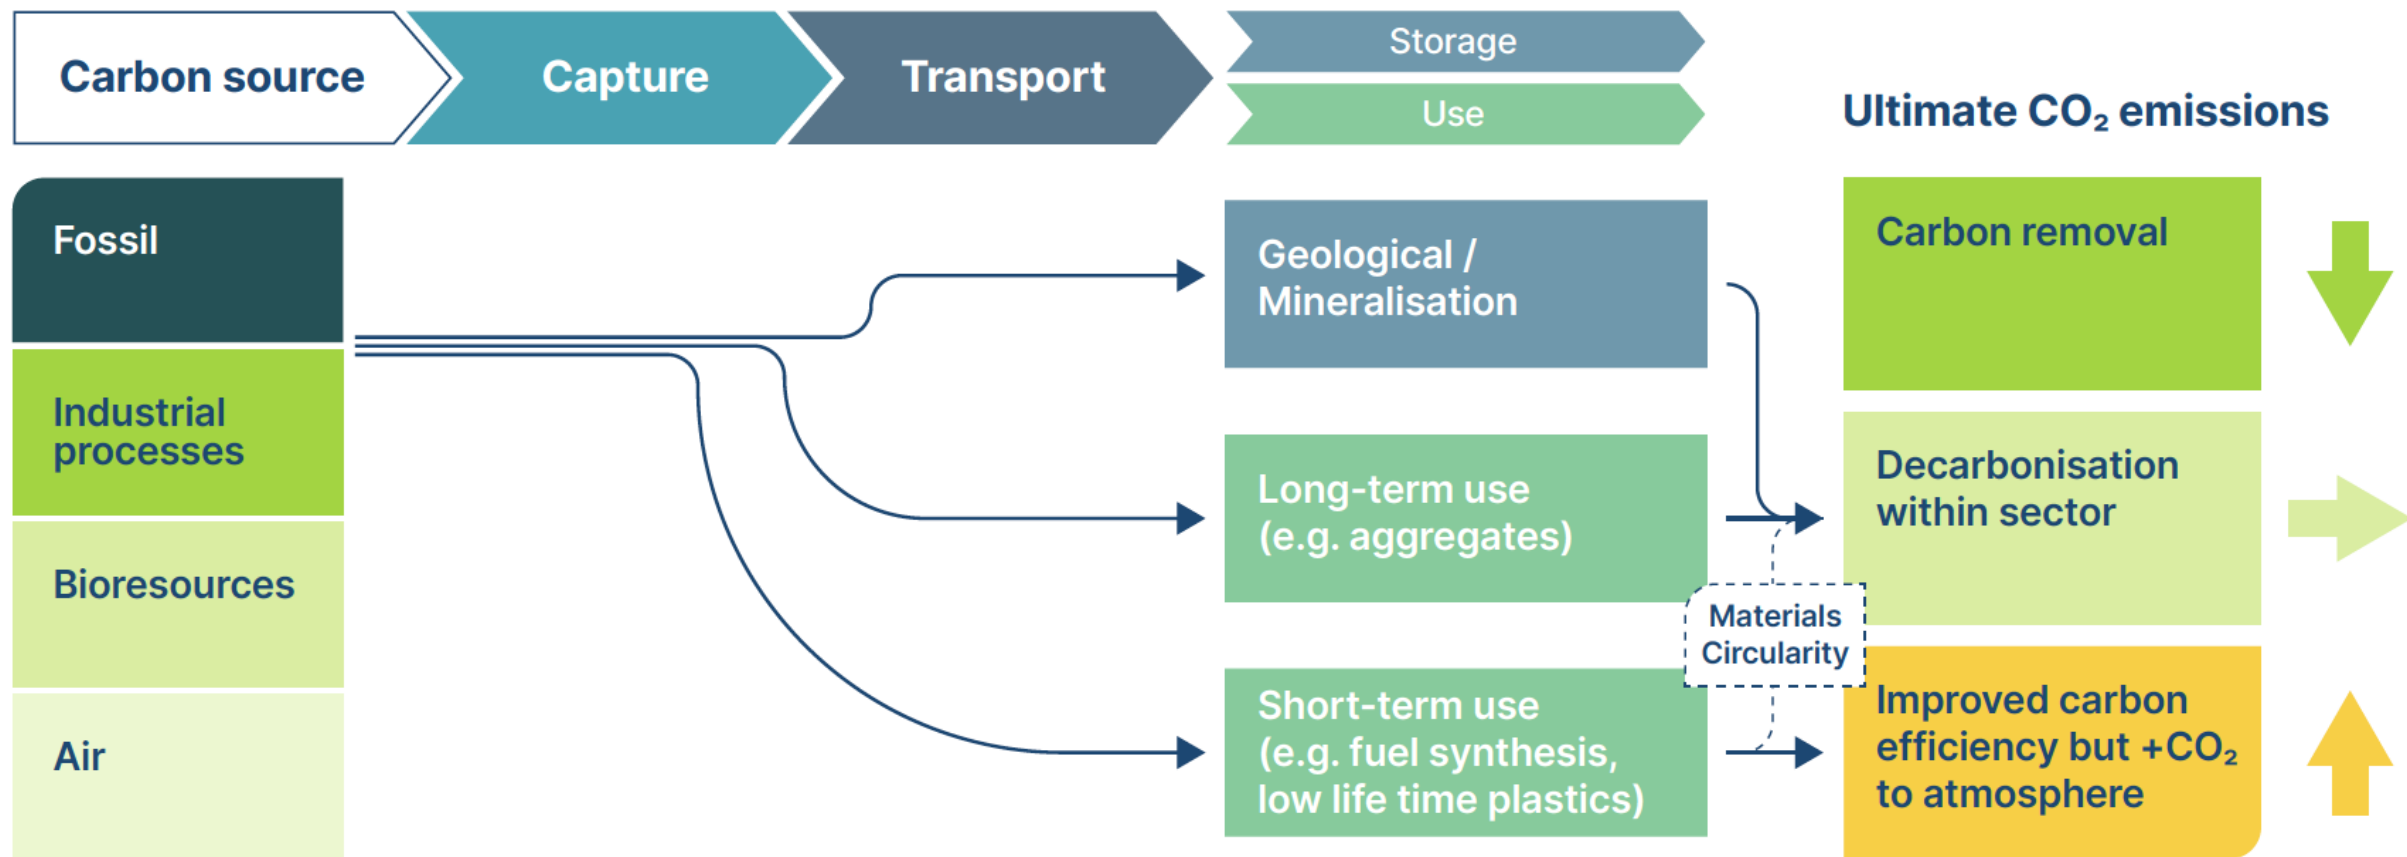 Carbon source
Capture
Transport
Storage
Use
Ultimate CO₂ emissions
Fossil
Industrial
processes
Bioresources
Air
Geological /
Mineralisation
Long-term use
(e.g. aggregates)
Short-term use
(e.g. fuel synthesis,
low life time plastics)
Materials
Circularity
Carbon removal
Decarbonisation
within sector
Improved carbon
efficiency but +CO₂
to atmosphere